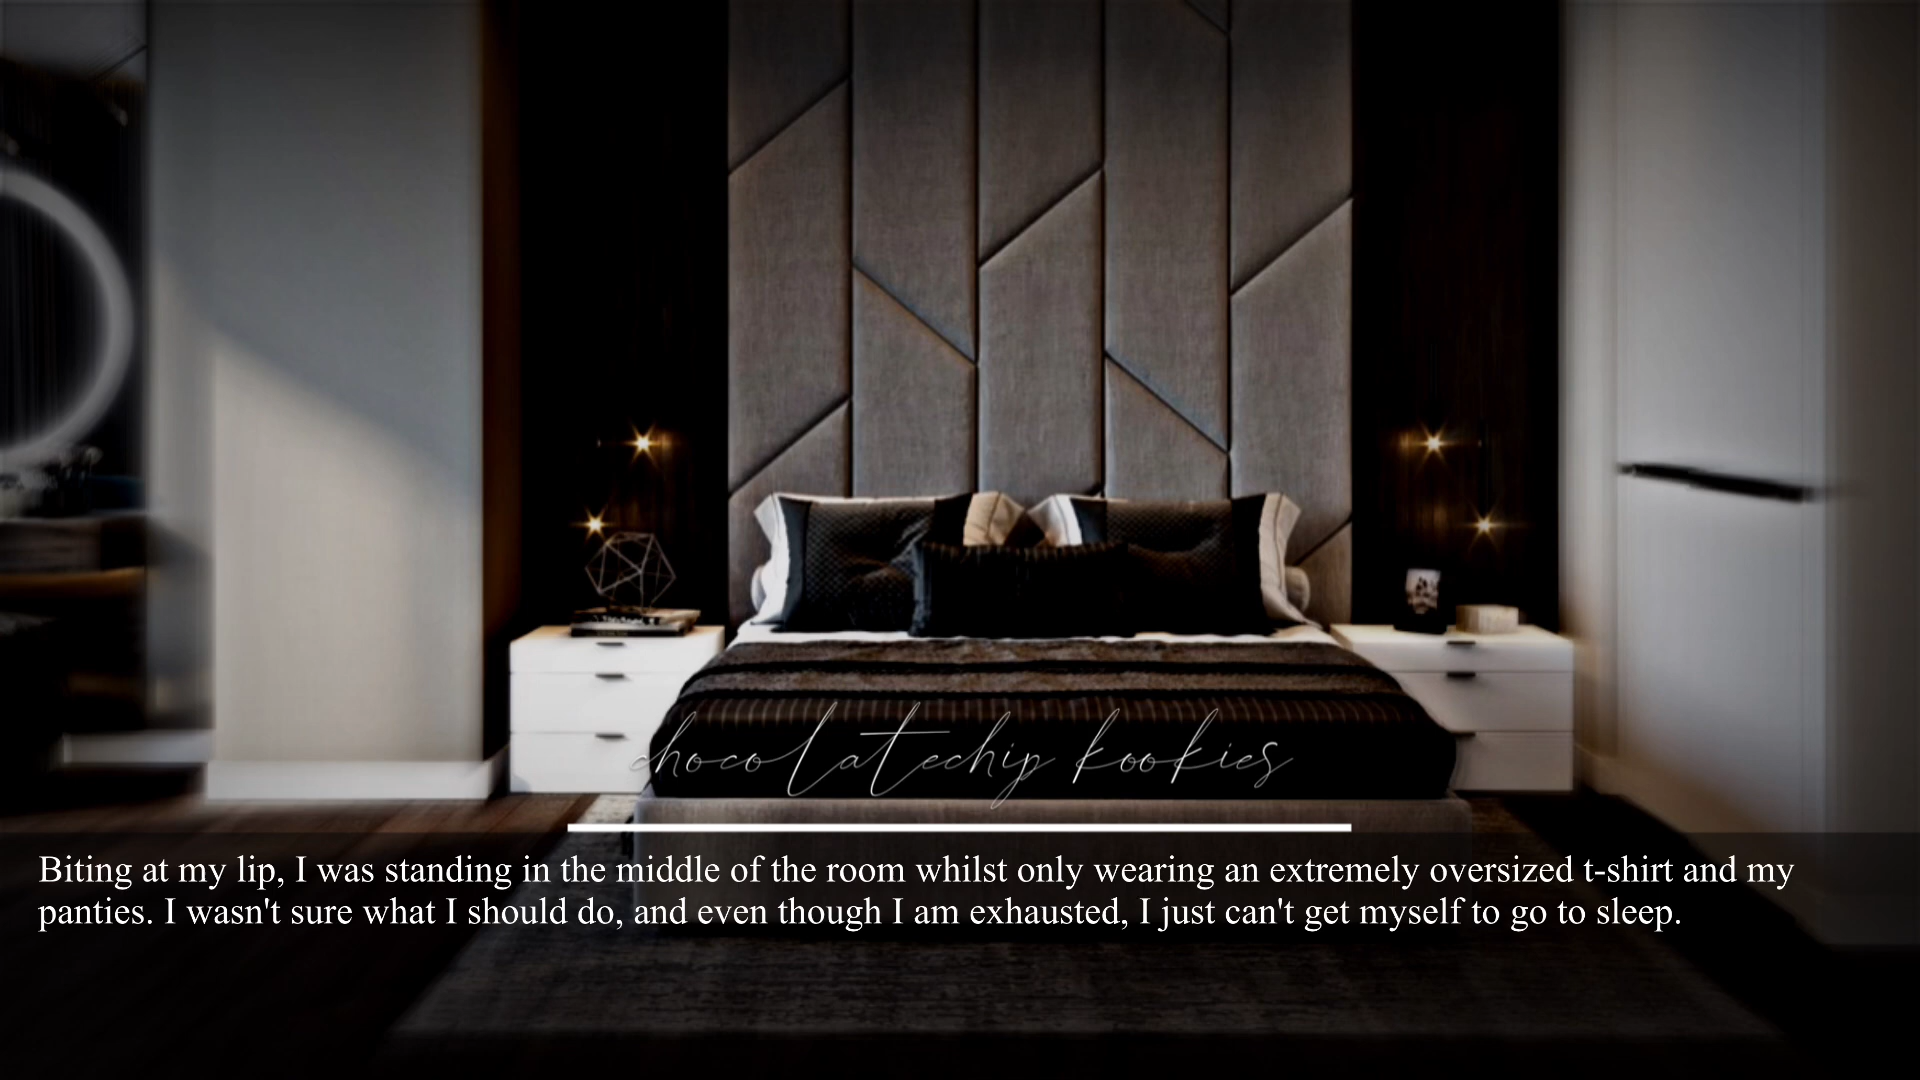 chocolatechip kookies
Biting at my lip, I was standing in the middle of the room whilst only wearing an extremely oversized t-shirt and my
panties. I wasn't sure what I should do, and even though I am exhausted, I just can't get myself to go to sleep.